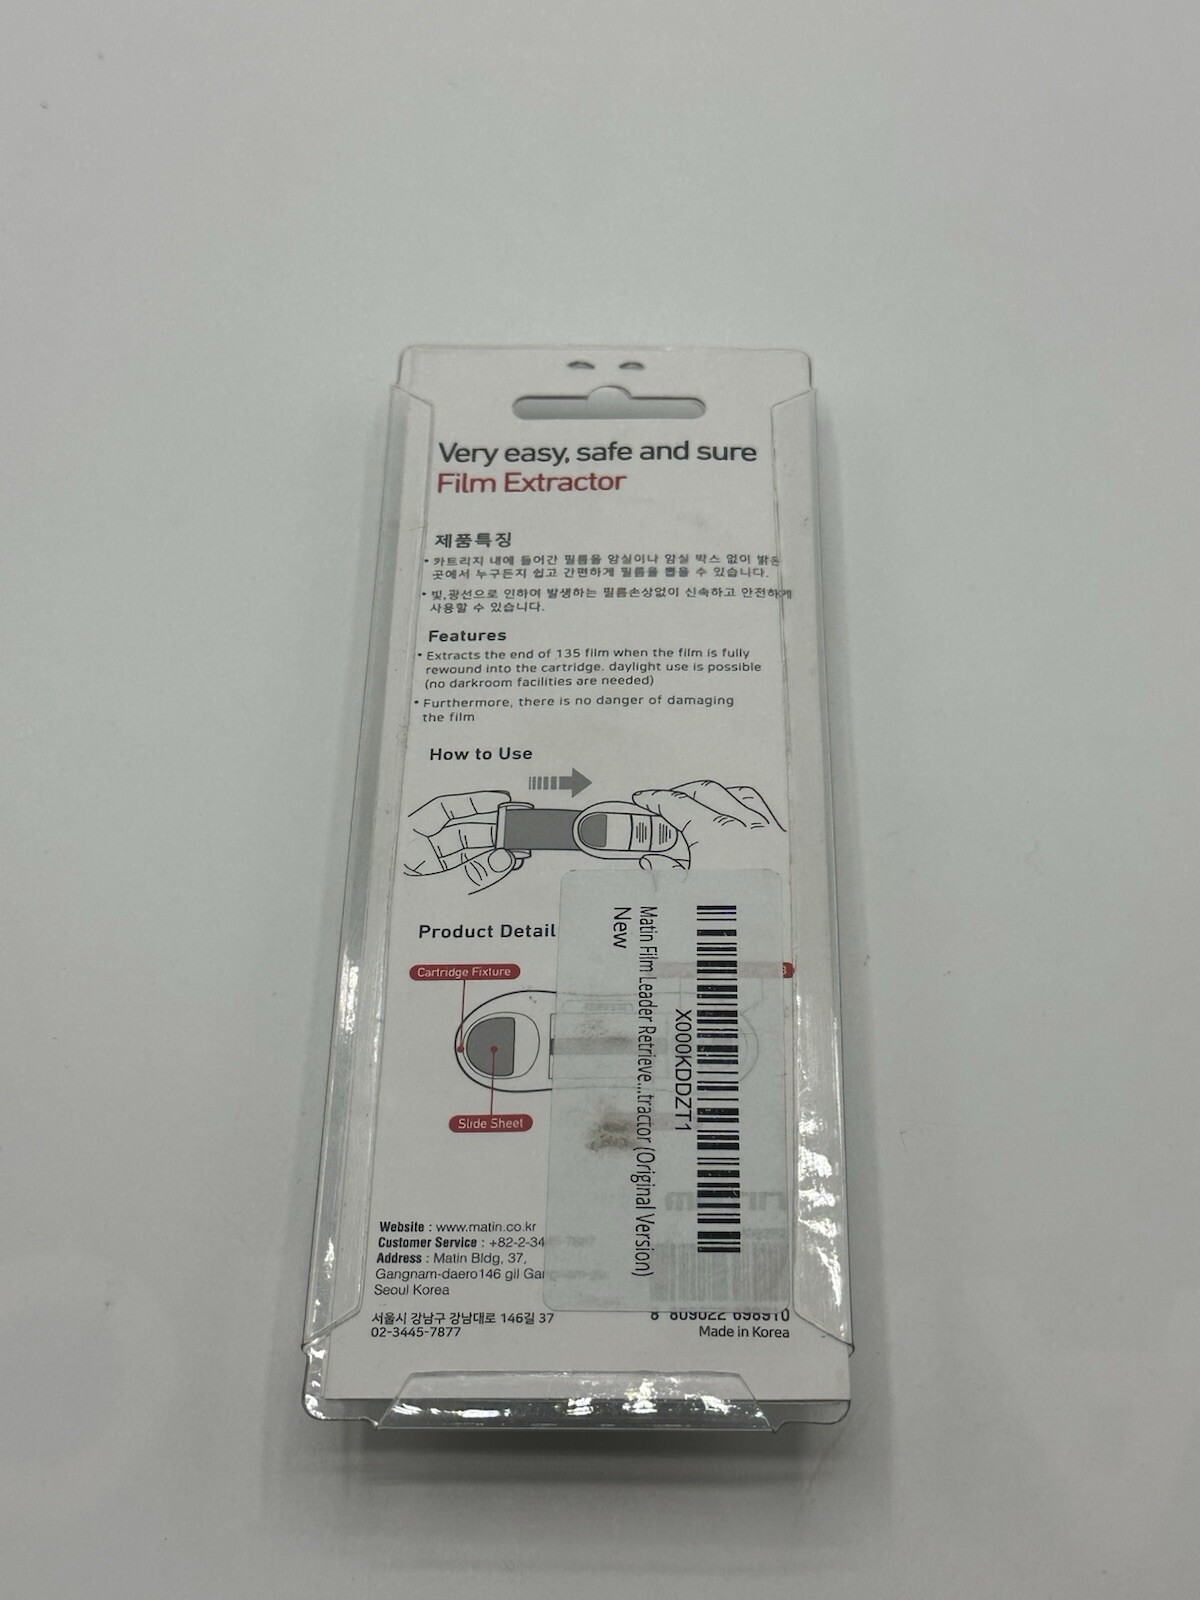 Very easy, safe and sure
Film Extractor
제품특징
• 카트리지 내에 들어간 필름을 암실이나 암실 박스 없이 밝은
곳에서 누구든지 쉽고 간편하게 필름을 뽑을 수 있습니다.
• 빛,광선으로 인하여 발생하는 필름손상없이 신속하고 안전하게
사용할 수 있습니다.
Features
• Extracts the end of 135 film when the film is fully
rewound into the cartridge. daylight use is possible
(no darkroom facilities are needed)
• Furthermore, there is no danger of damaging
the film
How to Use
Product Detail
Cartridge Fixture
Slide Sheet
X000KDDZT1
Matin Film Leader Retrieve...tractor (Original Version)
New
Website : www.matin.co.kr
Customer Service : +82-2-34
Address : Matin Bldg, 37,
Gangnam-daero146 gil
Seoul Korea
서울시 강남구 강남대로 146길 37
02-3445-7877
8 809022 698910
Made in Korea